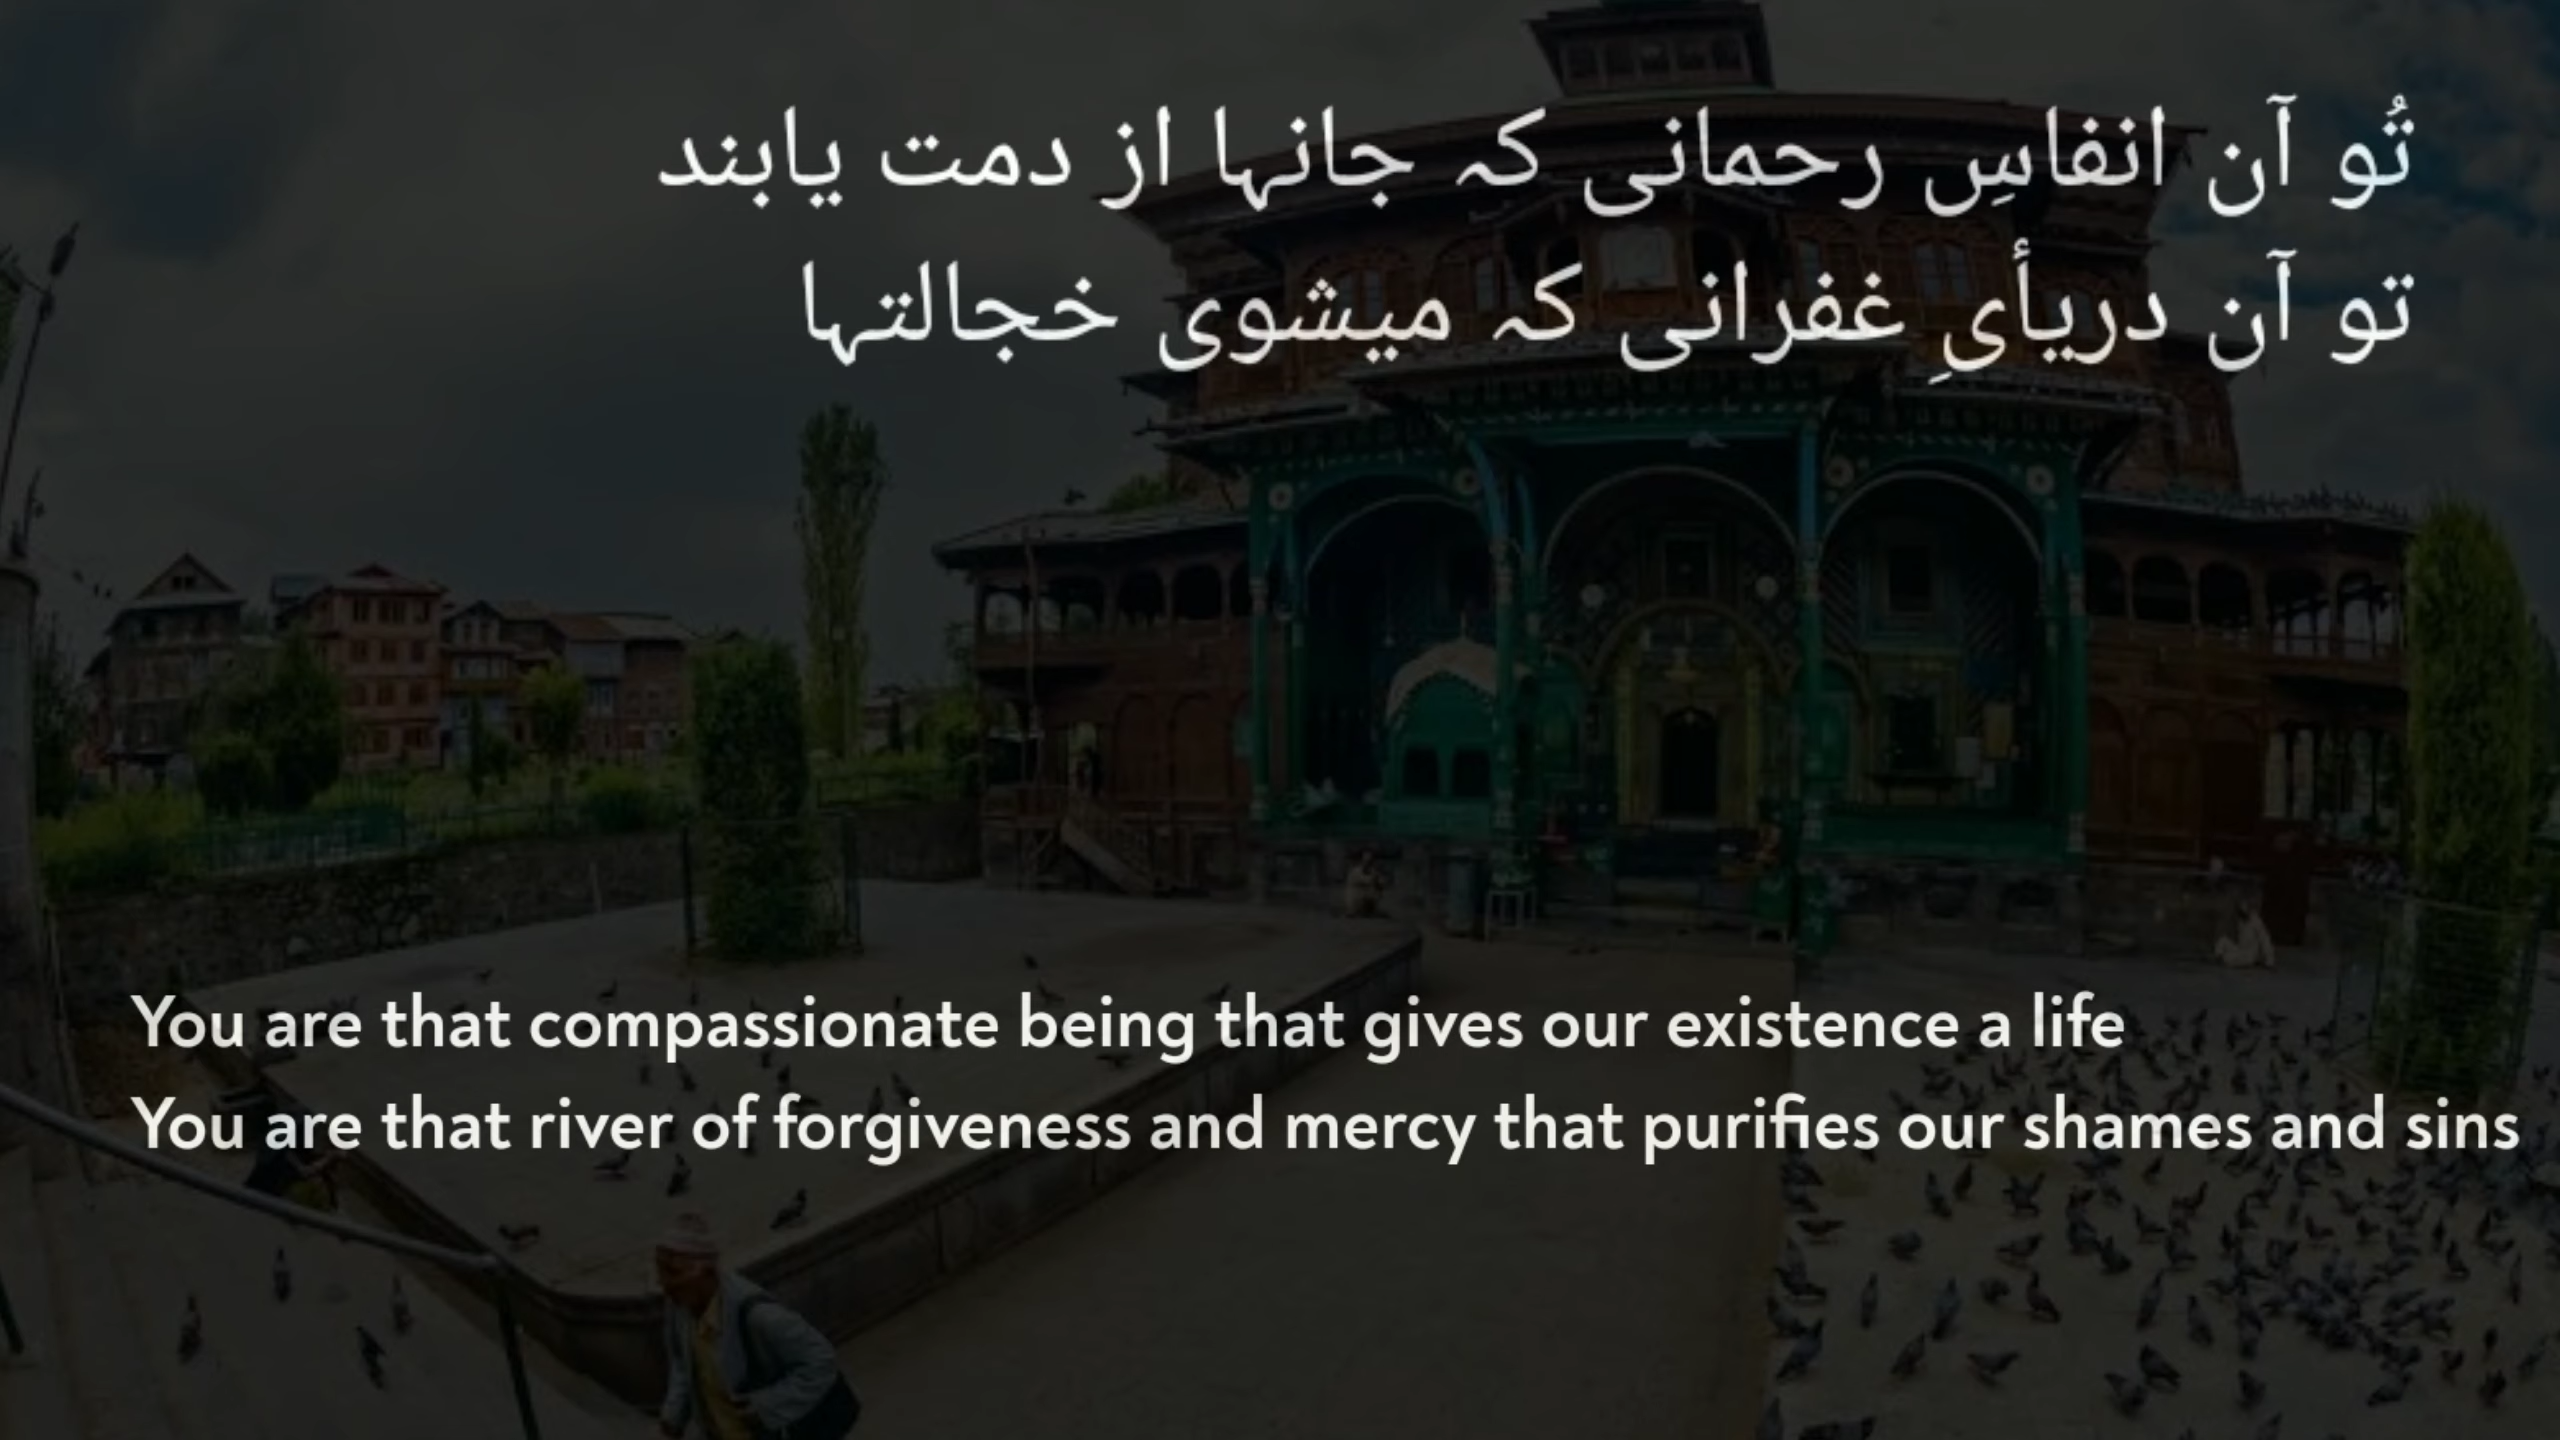 تُو آن انفاسِ رحمانی کہ جانہا از دمت یابند
تو آن دریأیِ غفرانی کہ میشوی خجالتہا
You are that compassionate being that gives our existence a life
You are that river of forgiveness and mercy that purifies our shames and sins